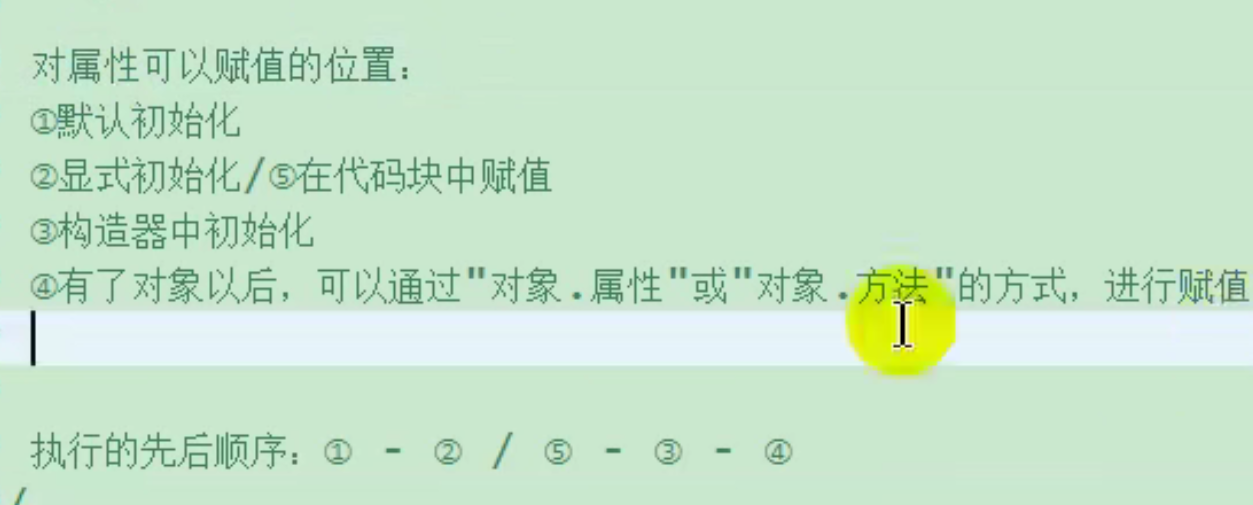 对属性可以赋值的位置：
①默认初始化
②显式初始化/⑤在代码块中赋值
③构造器中初始化
④有了对象以后，可以通过"对象.属性"或"对象.方法"的方式，进行赋值
执行的先后顺序：① - ② / ⑤ - ③ - ④
/